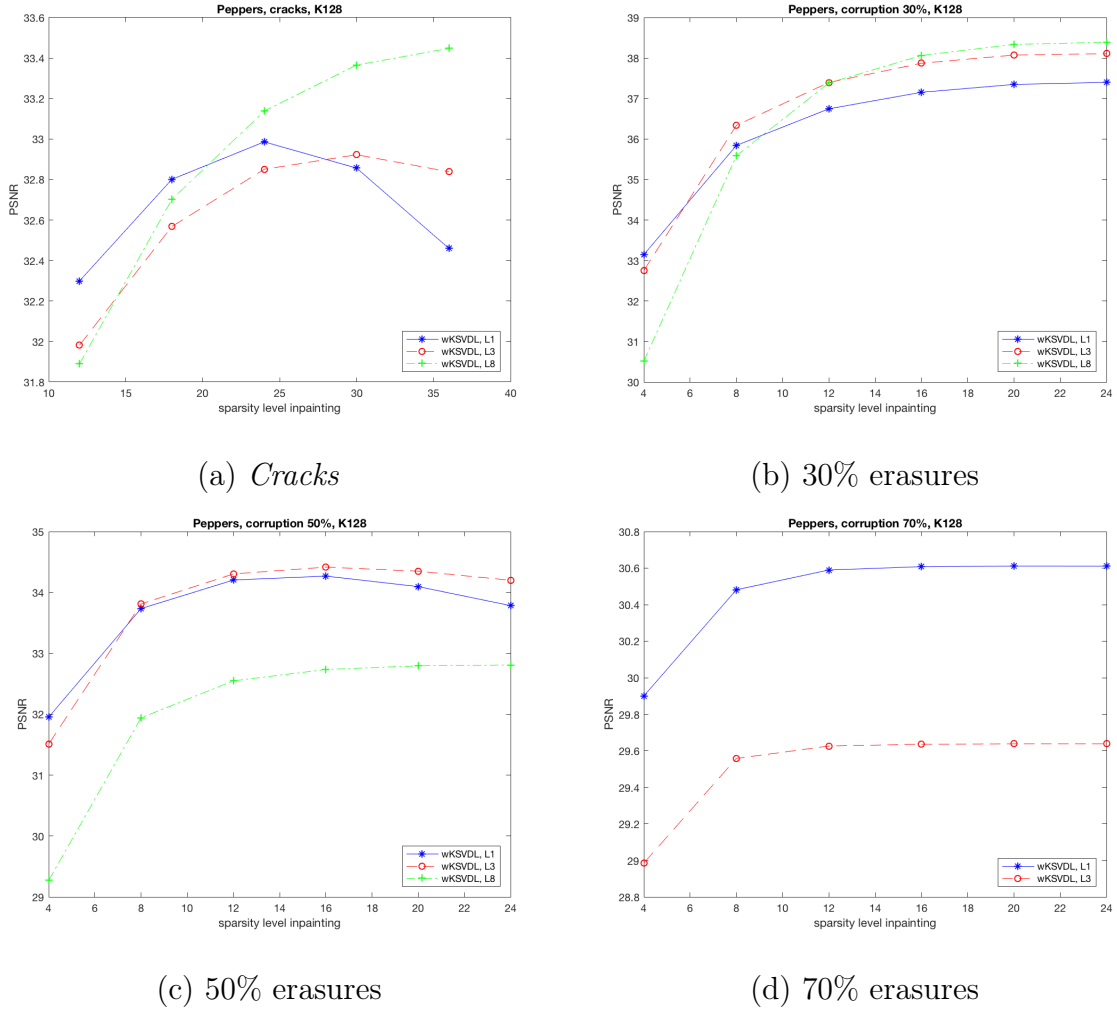 Peppers, cracks, K128
33.6
33.4
33.2
33
32.8
32.6
32.4
32.2
32
31.8
PSNR
10 15 20 25 30 35 40
sparsity level inpainting
wKSVDL, L1
wKSVDL, L3
wKSVDL, L8
(a) Cracks
Peppers, corruption 30%, K128
39
38
37
36
35
34
33
32
31
30
PSNR
4 6 8 10 12 14 16 18 20 22 24
sparsity level inpainting
wKSVDL, L1
wKSVDL, L3
wKSVDL, L8
(b) 30% erasures
Peppers, corruption 50%, K128
35
34
33
32
31
30
29
PSNR
4 6 8 10 12 14 16 18 20 22 24
sparsity level inpainting
wKSVDL, L1
wKSVDL, L3
wKSVDL, L8
(c) 50% erasures
Peppers, corruption 70%, K128
30.8
30.6
30.4
30.2
30
29.8
29.6
29.4
29.2
29
28.8
PSNR
4 6 8 10 12 14 16 18 20 22 24
sparsity level inpainting
wKSVDL, L1
wKSVDL, L3
(d) 70% erasures